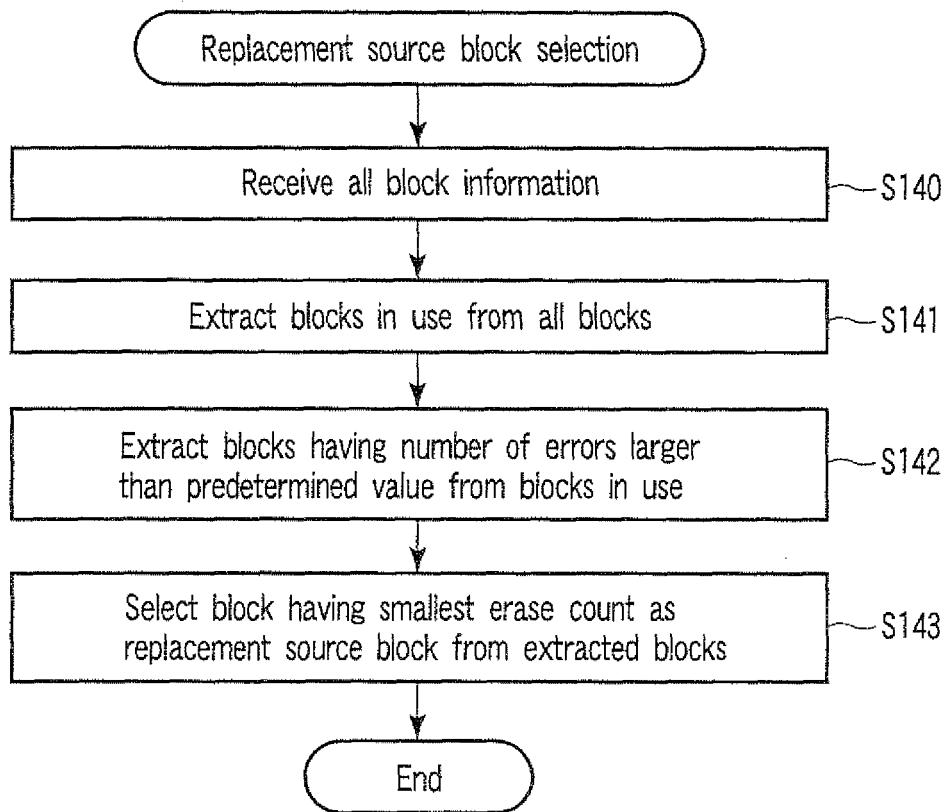 Replacement source block selection
Receive all block information
S140
Extract blocks in use from all blocks
S141
Extract blocks having number of errors larger
than predetermined value from blocks in use
S142
Select block having smallest erase count as
replacement source block from extracted blocks
S143
End